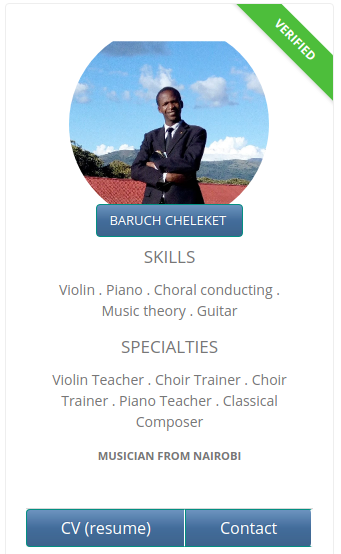 VERIFIED
BARUCH CHELEKET
SKILLS
Violin . Piano . Choral conducting .
Music theory . Guitar
SPECIALTIES
Violin Teacher . Choir Trainer . Choir
Trainer . Piano Teacher . Classical
Composer
MUSICIAN FROM NAIROBI
CV (resume) Contact